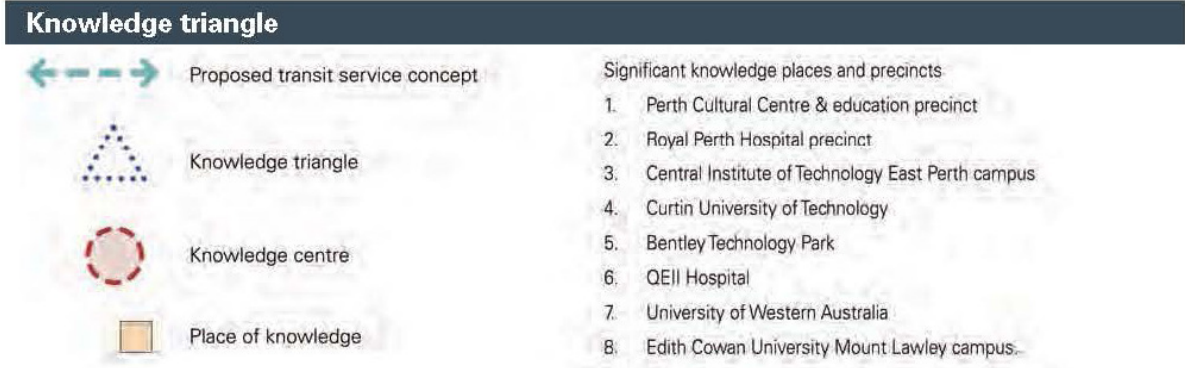 Knowledge triangle
Proposed transit service concept
Knowledge triangle
Knowledge centre
Place of knowledge
Significant knowledge places and precincts
1. Perth Cultural Centre & education precinct
2. Royal Perth Hospital precinct
3. Central Institute of Technology East Perth campus
4. Curtin University of Technology
5. Bentley Technology Park
6. QEII Hospital
7. University of Western Australia
8. Edith Cowan University Mount Lawley campus.